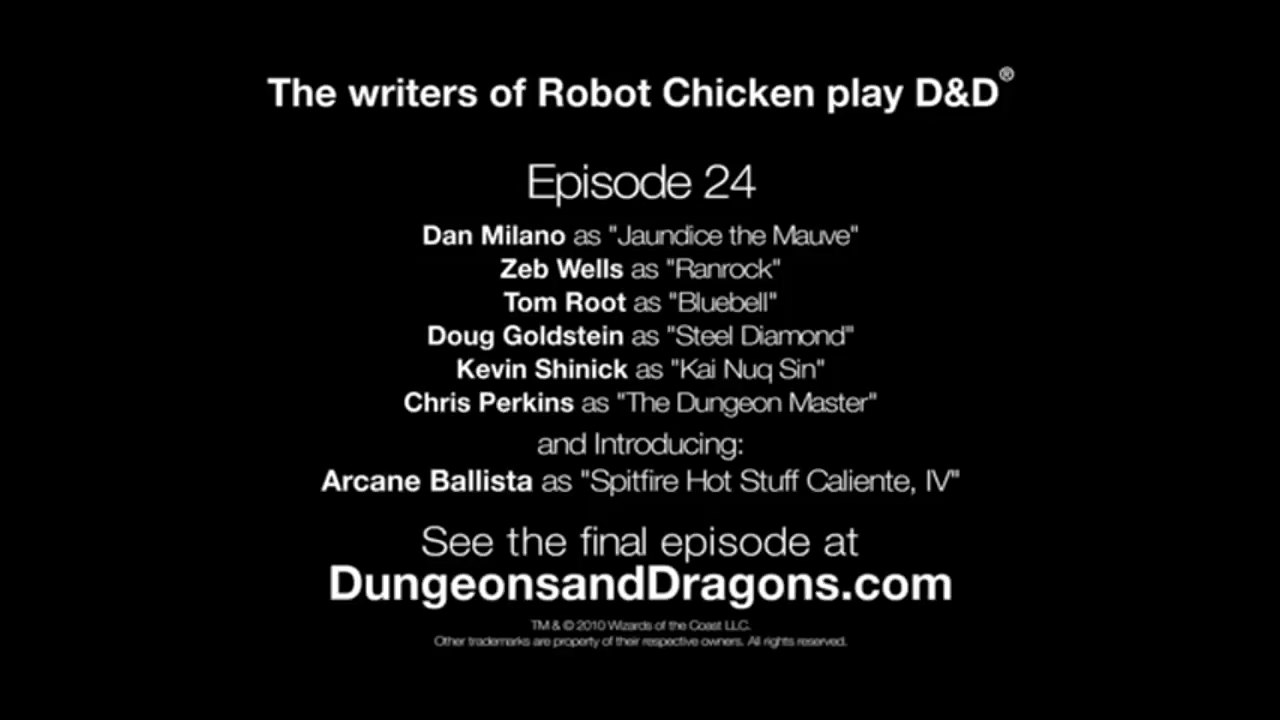 The writers of Robot Chicken play D&D®
Episode 24
Dan Milano as "Jaundice the Mauve"
Zeb Wells as "Ranrock"
Tom Root as "Bluebell"
Doug Goldstein as "Steel Diamond"
Kevin Shinick as "Kai Nuq Sin"
Chris Perkins as "The Dungeon Master"
and Introducing:
Arcane Ballista as "Spitfire Hot Stuff Caliente, IV"
See the final episode at
DungeonsandDragons.com
TM & © 2010 Wizards of the Coast LLC.
Other trademarks are property of their respective owners. All rights reserved.